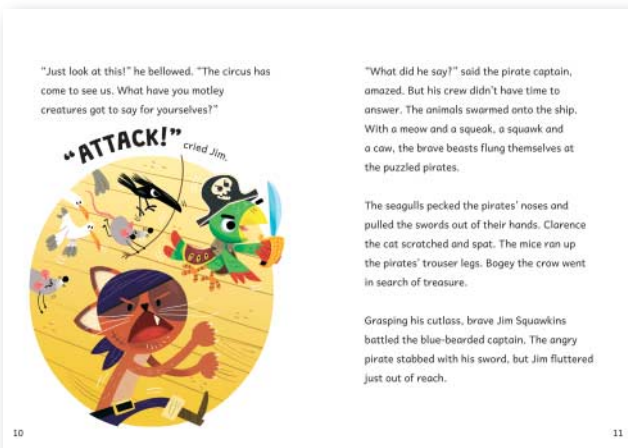 “Just look at this!” he bellowed. “The circus has
come to see us. What have you motley
creatures got to say for yourselves?”
“ATTACK!”
cried Jim.
10
“What did he say?” said the pirate captain,
amazed. But his crew didn’t have time to
answer. The animals swarmed onto the ship.
With a meow and a squeak, a squawk and
a caw, the brave beasts flung themselves at
the puzzled pirates.
The seagulls pecked the pirates’ noses and
pulled the swords out of their hands. Clarence
the cat scratched and spat. The mice ran up
the pirates’ trouser legs. Bogey the crow went
in search of treasure.
Grasping his cutlass, brave Jim Squawkins
battled the blue-bearded captain. The angry
pirate stabbed with his sword, but Jim fluttered
just out of reach.
11